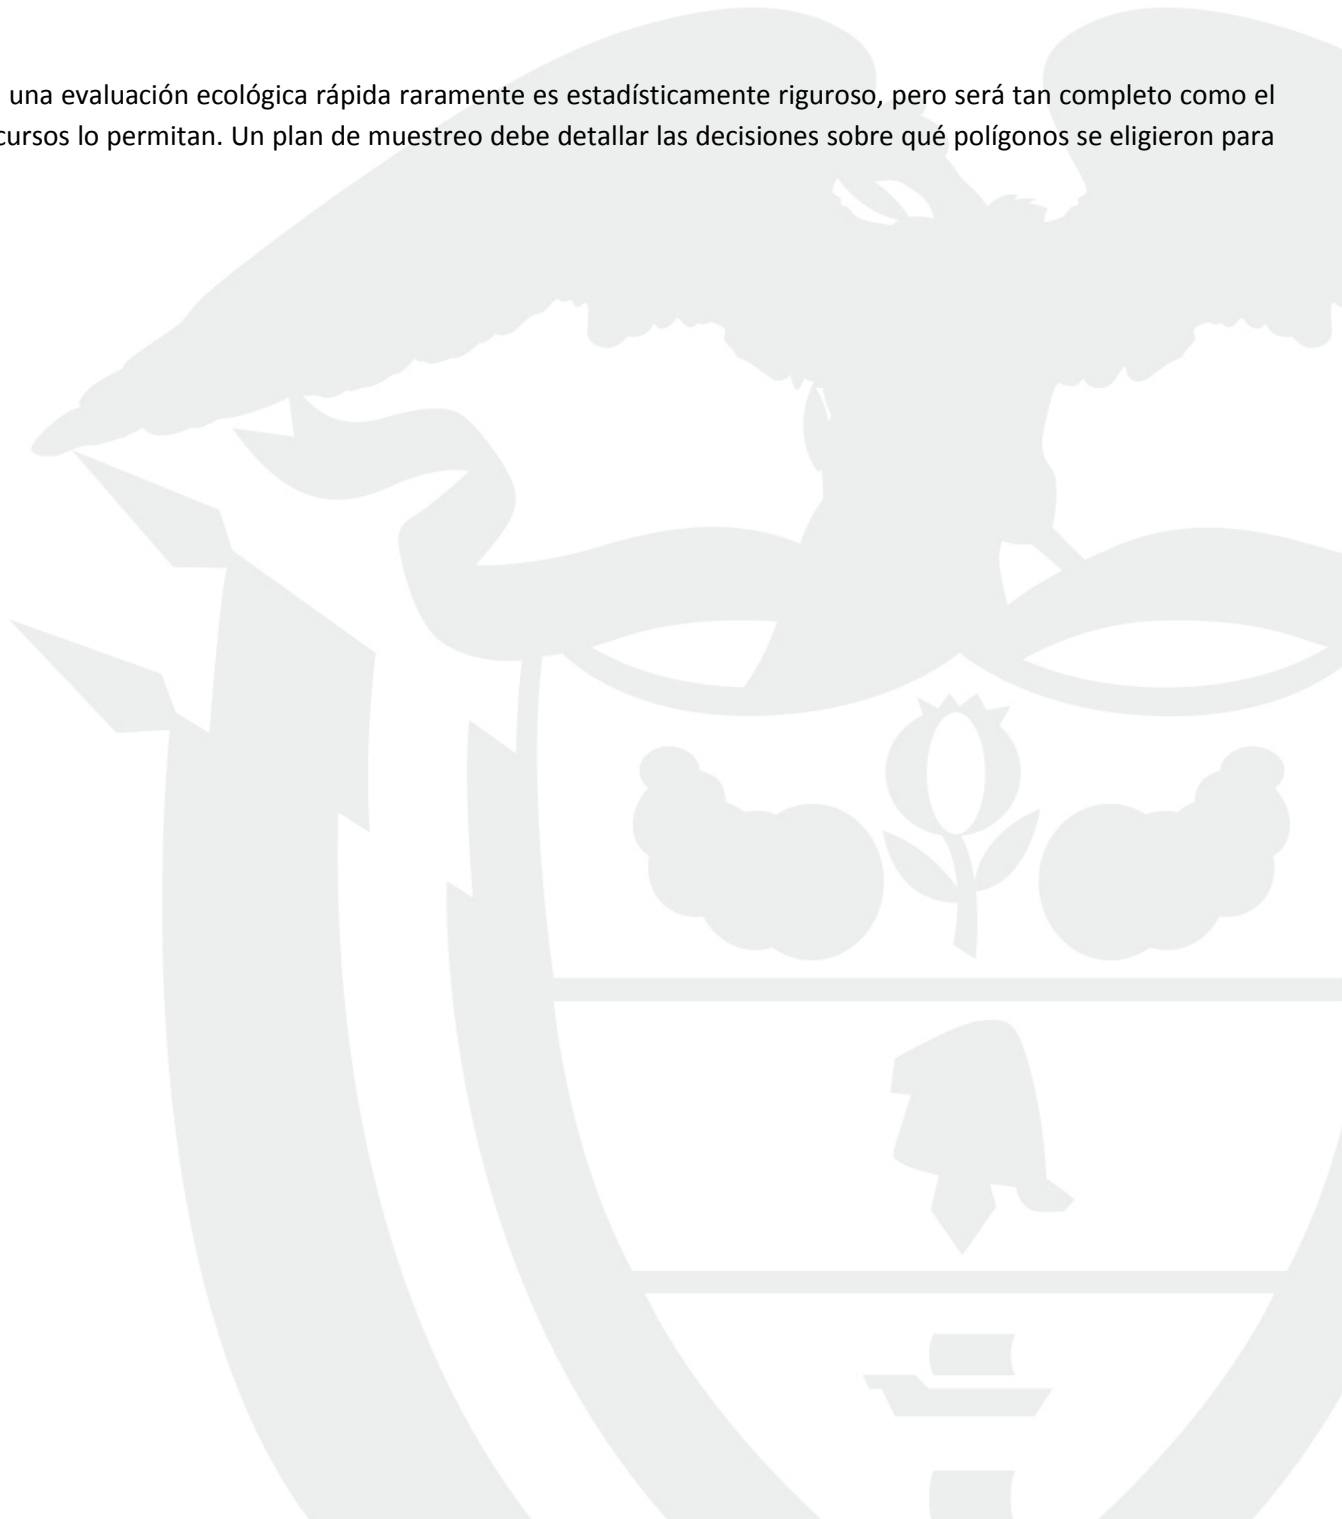 una evaluación ecológica rápida raramente es estadísticamente riguroso, pero será tan completo como el
cursos lo permitan. Un plan de muestreo debe detallar las decisiones sobre qué polígonos se eligieron para